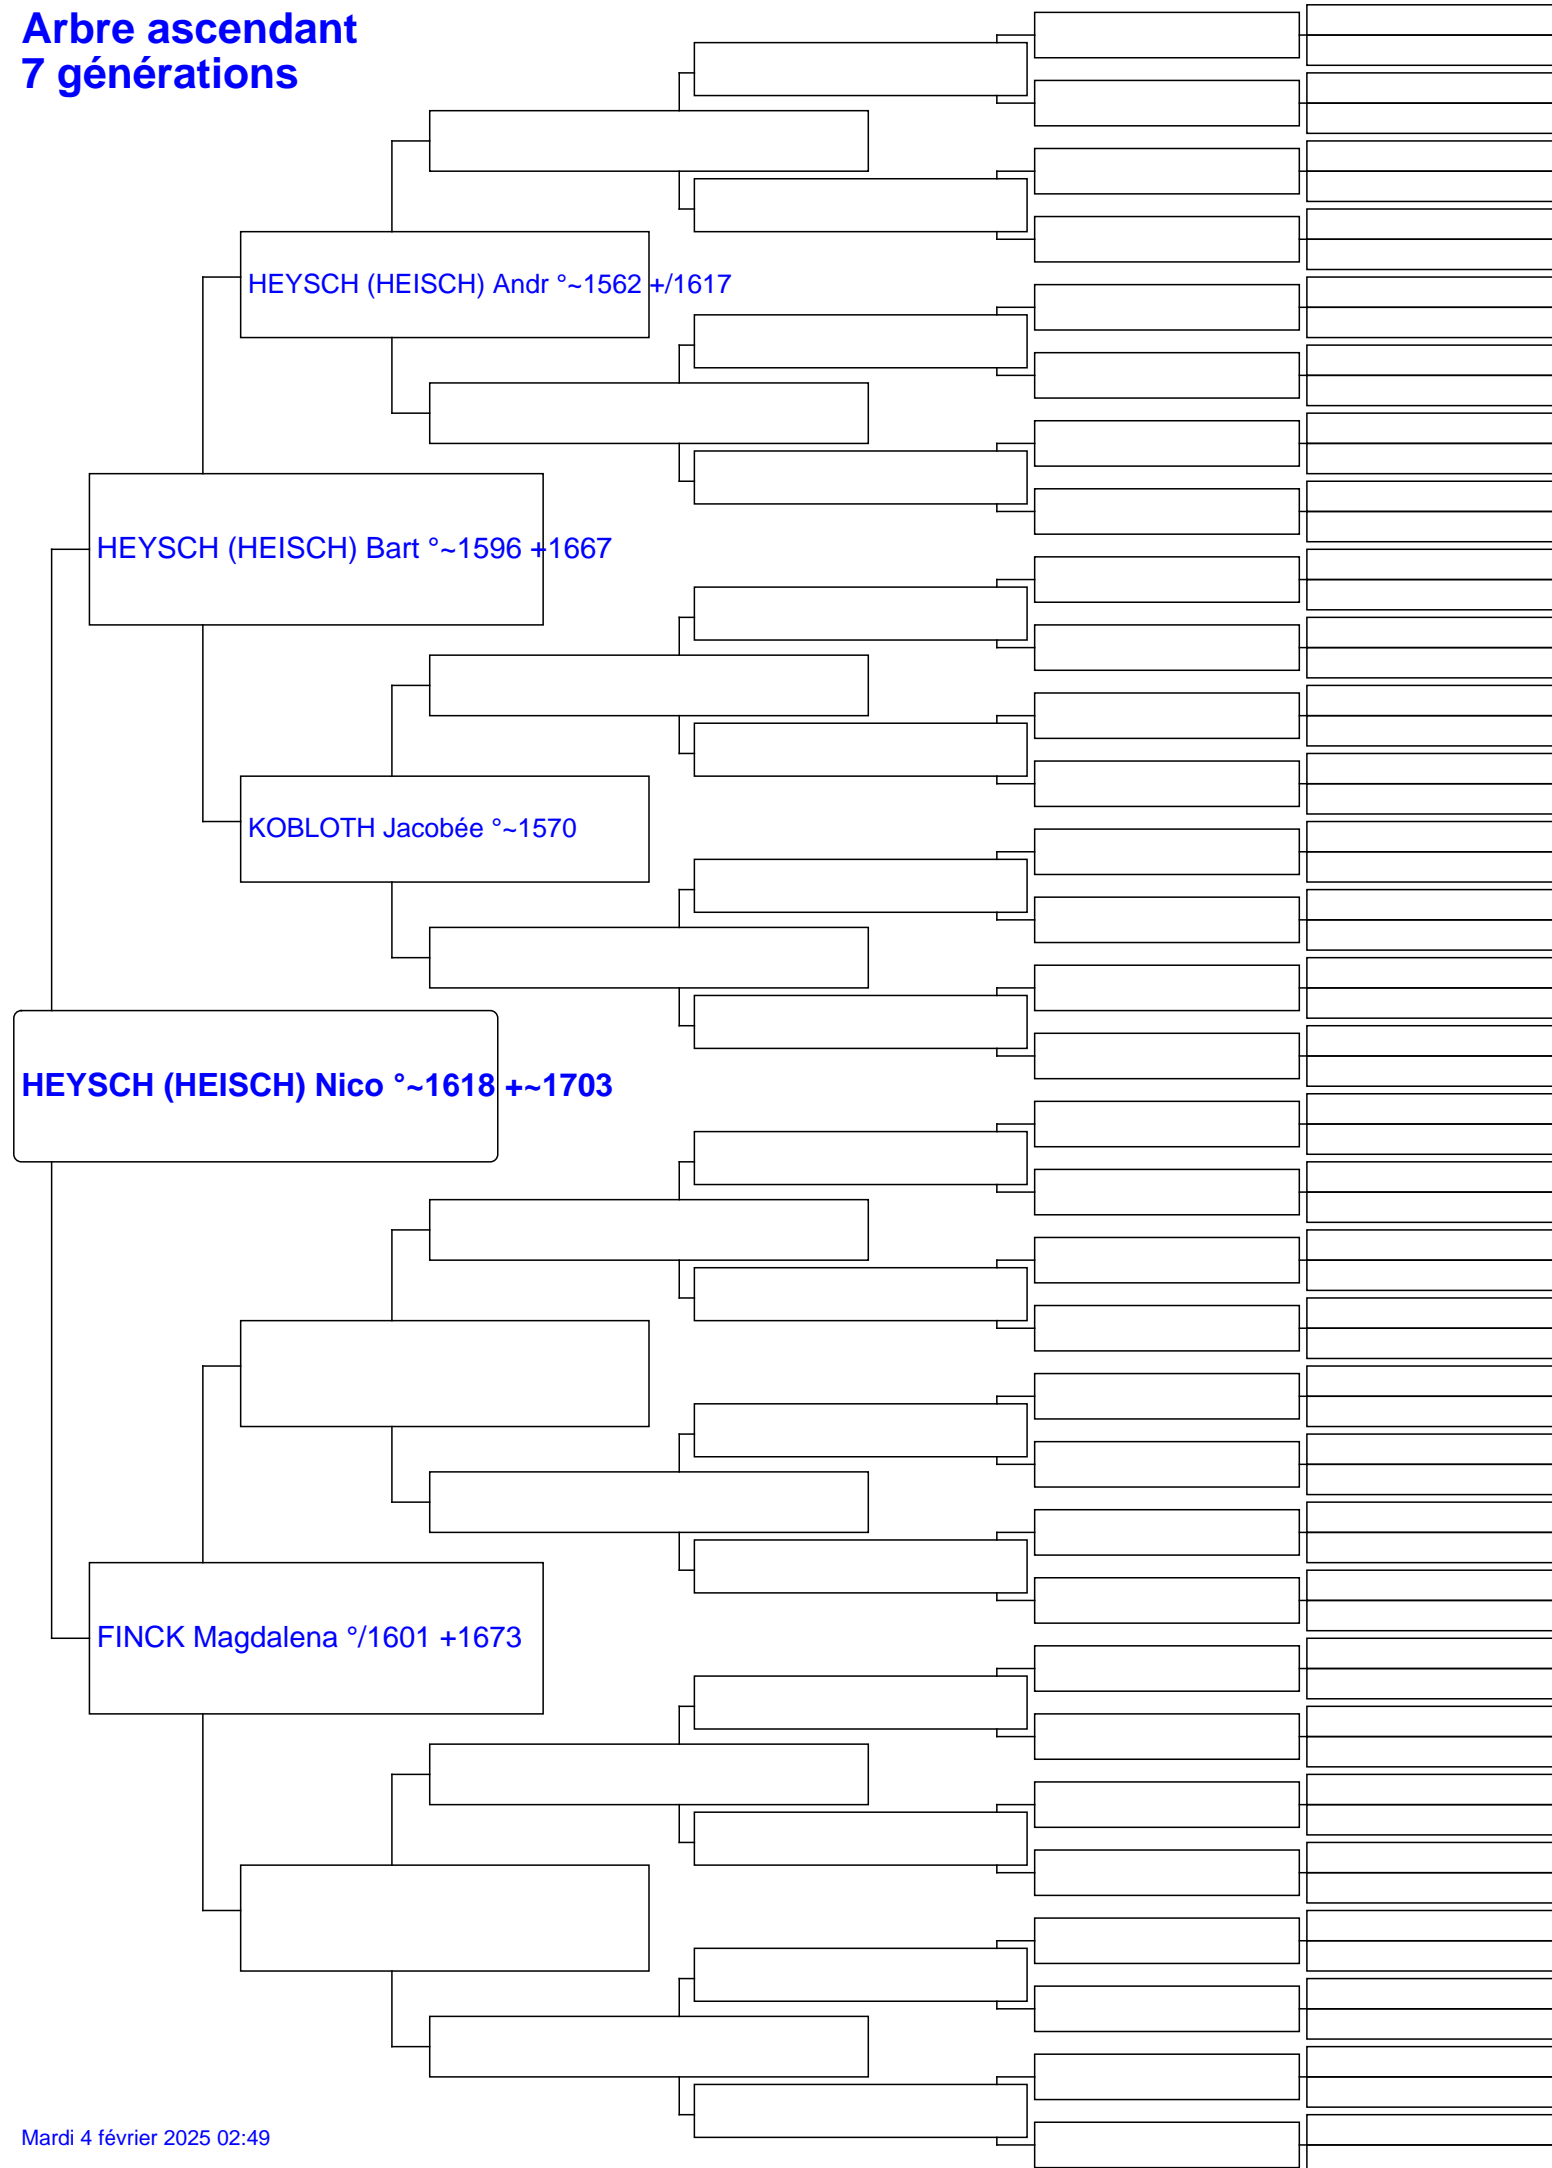 Arbre ascendant
7 générations
HEYSCH (HEISCH) Andr °~1562 +/1617
HEYSCH (HEISCH) Bart °~1596 +1667
KOBLOTH Jacobée °~1570
HEYSCH (HEISCH) Nico °~1618 +~1703
FINCK Magdalena °/1601 +1673
Mardi 4 février 2025 02:49